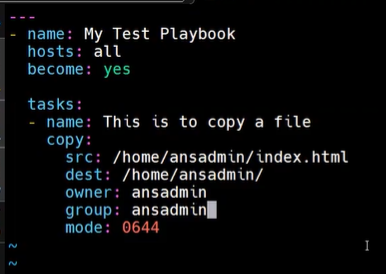 ---
- name: My Test Playbook
  hosts: all
  become: yes

  tasks:
  - name: This is to copy a file
    copy:
      src: /home/ansadmin/index.html
      dest: /home/ansadmin/
      owner: ansadmin
      group: ansadmin
      mode: 0644
~
~